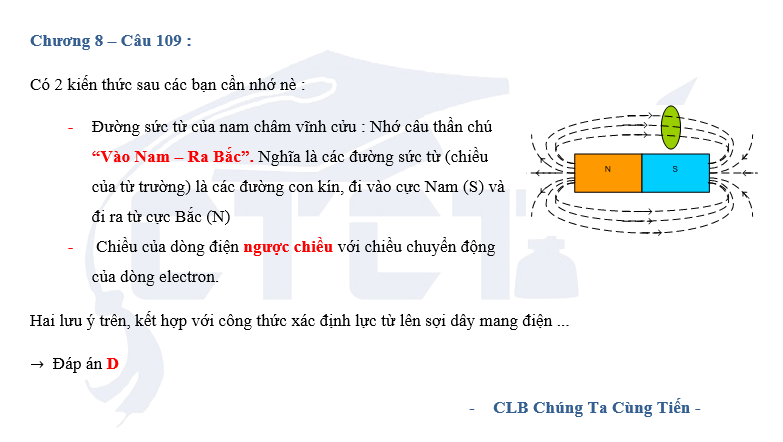 Chương 8 – Câu 109 :
Có 2 kiến thức sau các bạn cần nhớ nè :
- Đường sức từ của nam châm vĩnh cửu : Nhớ câu thần chú
“Vào Nam – Ra Bắc”. Nghĩa là các đường sức từ (chiều
của từ trường) là các đường con kín, đi vào cực Nam (S) và
đi ra từ cực Bắc (N)
- Chiều của dòng điện ngược chiều với chiều chuyển động
của dòng electron.
N S
Hai lưu ý trên, kết hợp với công thức xác định lực từ lên sợi dây mang điện ...
→ Đáp án D
- CLB Chúng Ta Cùng Tiến -
CTCT